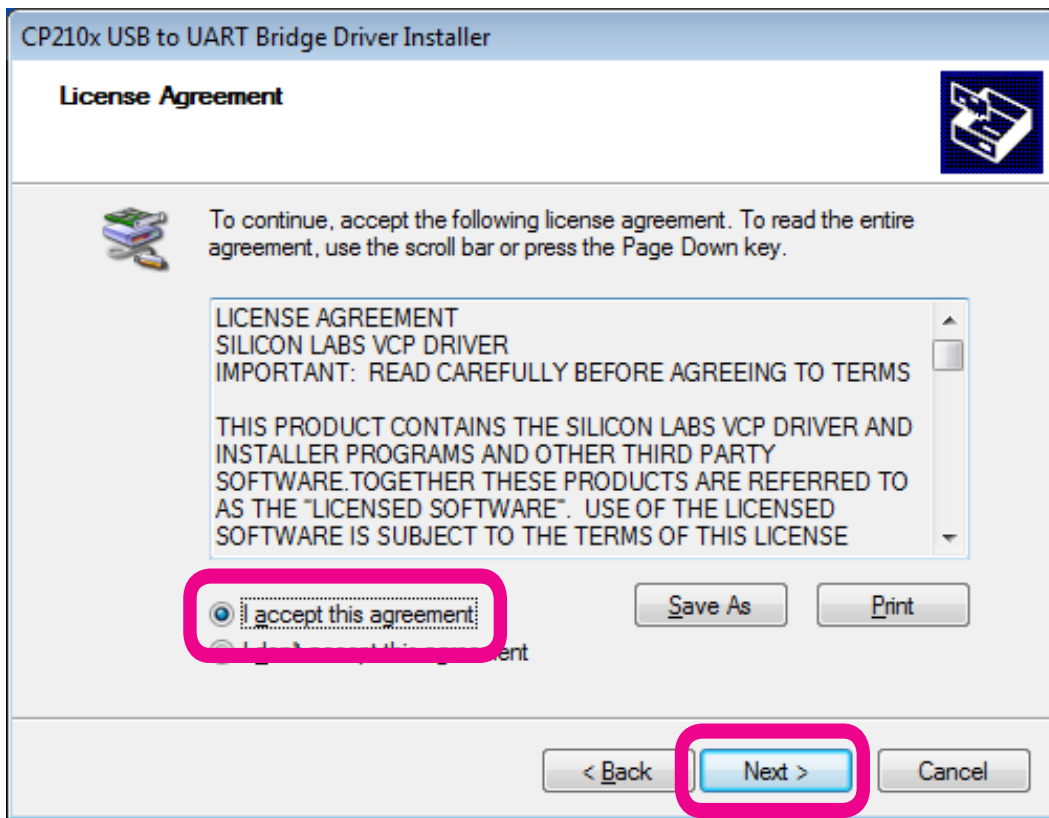 CP210x USB to UART Bridge Driver Installer
License Agreement
To continue, accept the following license agreement. To read the entire
agreement, use the scroll bar or press the Page Down key.
LICENSE AGREEMENT
SILICON LABS VCP DRIVER
IMPORTANT:  READ CAREFULLY BEFORE AGREEING TO TERMS
THIS PRODUCT CONTAINS THE SILICON LABS VCP DRIVER AND
INSTALLER PROGRAMS AND OTHER THIRD PARTY
SOFTWARE.TOGETHER THESE PRODUCTS ARE REFERRED TO
AS THE "LICENSED SOFTWARE".  USE OF THE LICENSED
SOFTWARE IS SUBJECT TO THE TERMS OF THIS LICENSE
I accept this agreement
Save As
Print
I don't accept this agreement
< Back
Next >
Cancel